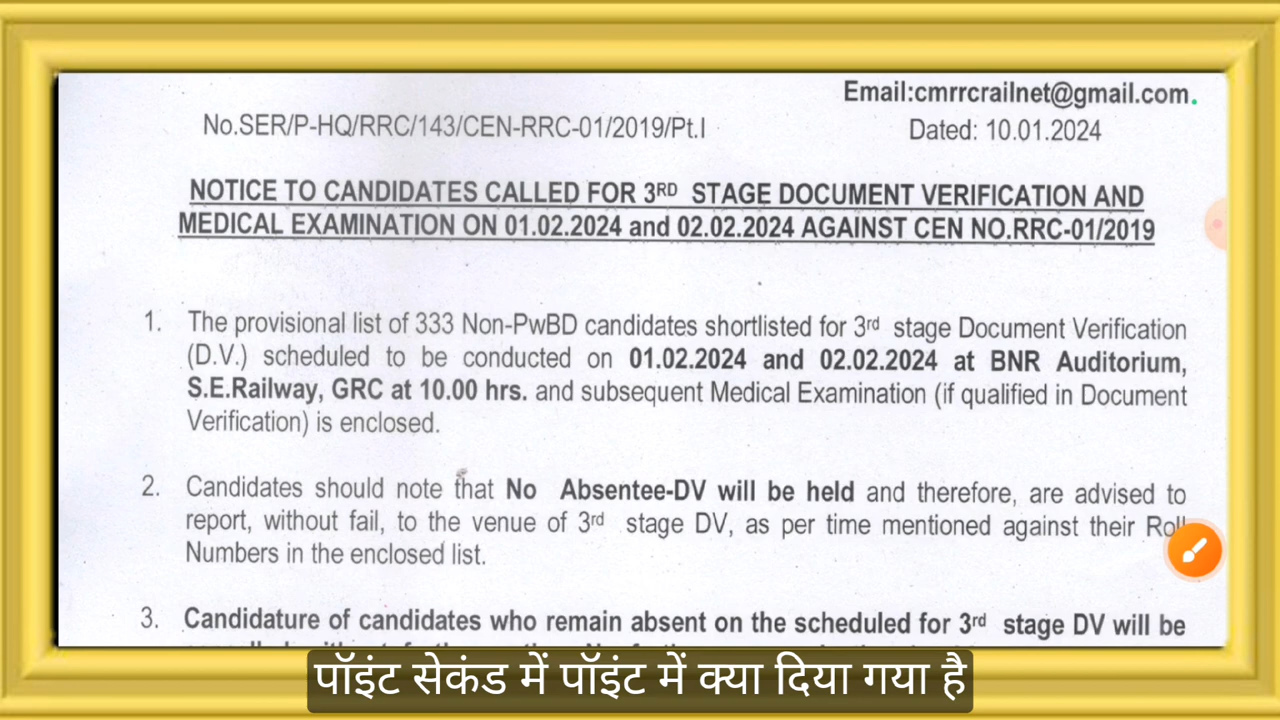 Email:cmrrcrailnet@gmail.com.
No.SER/P-HQ/RRC/143/CEN-RRC-01/2019/Pt.I
Dated: 10.01.2024
NOTICE TO CANDIDATES CALLED FOR 3RD STAGE DOCUMENT VERIFICATION AND
MEDICAL EXAMINATION ON 01.02.2024 and 02.02.2024 AGAINST CEN NO.RRC-01/2019
1. The provisional list of 333 Non-PwBD candidates shortlisted for 3rd stage Document Verification
(D.V.) scheduled to be conducted on 01.02.2024 and 02.02.2024 at BNR Auditorium,
S.E.Railway, GRC at 10.00 hrs. and subsequent Medical Examination (if qualified in Document
Verification) is enclosed.
2. Candidates should note that No Absentee-DV will be held and therefore, are advised to
report, without fail, to the venue of 3rd stage DV, as per time mentioned against their Roll
Numbers in the enclosed list.
3. Candidature of candidates who remain absent on the scheduled for 3rd stage DV will be
पॉइंट सेकंड में पॉइंट में क्या दिया गया है